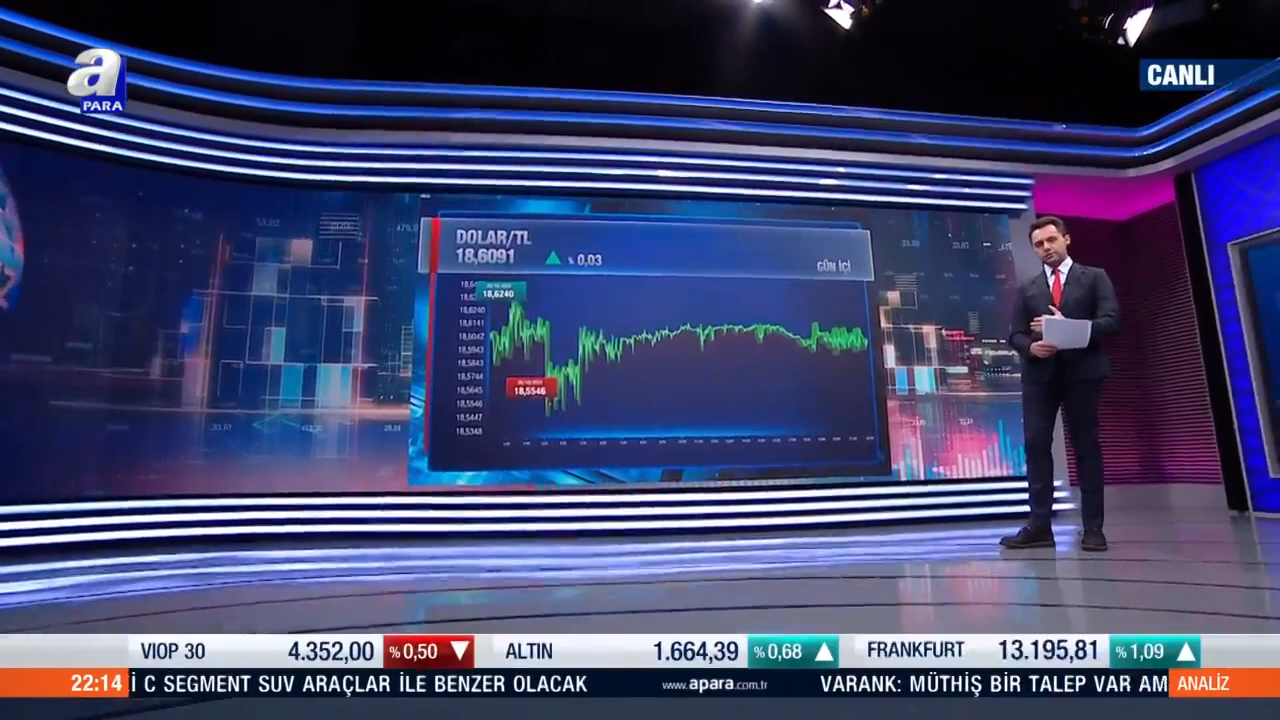 a
PARA
CANLI
DOLAR/TL
18,6091 % 0,03
GÜN İÇİ
18,6240
18,6240
18,6141
18,6042
18,5943
18,5843
18,5744
18,5645
18,5546
18,5546
18,5447
18,5348
VIOP 30 4.352,00 %0,50 ALTIN 1.664,39 %0,68 FRANKFURT 13.195,81 %1,09
22:14 İ C SEGMENT SUV ARAÇLAR İLE BENZER OLACAK www.apara.com.tr VARANK: MÜTHİŞ BİR TALEP VAR AM ANALİZ